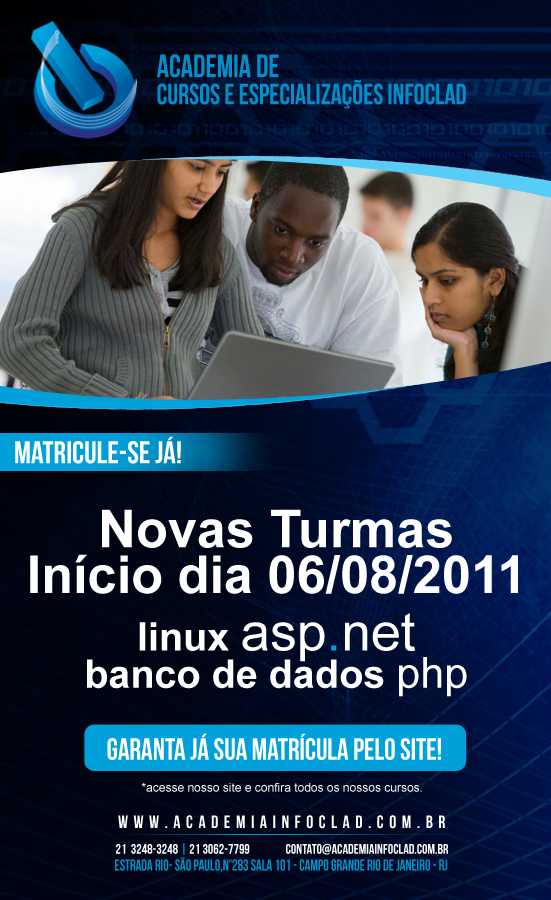 ACADEMIA DE
CURSOS E ESPECIALIZAÇÕES INFOCLAD
MATRICULE-SE JÁ!
Novas Turmas
Início dia 06/08/2011
linux asp.net
banco de dados php
GARANTA JÁ SUA MATRÍCULA PELO SITE!
*acesse nosso site e confira todos os nossos cursos.
WWW.ACADEMIAINFOCLAD.COM.BR
21 3248-3248 | 21 3062-7799 CONTATO@ACADEMIAINFOCLAD.COM.BR
ESTRADA RIO- SÃO PAULO,N°283 SALA 101 - CAMPO GRANDE RIO DE JANEIRO - RJ